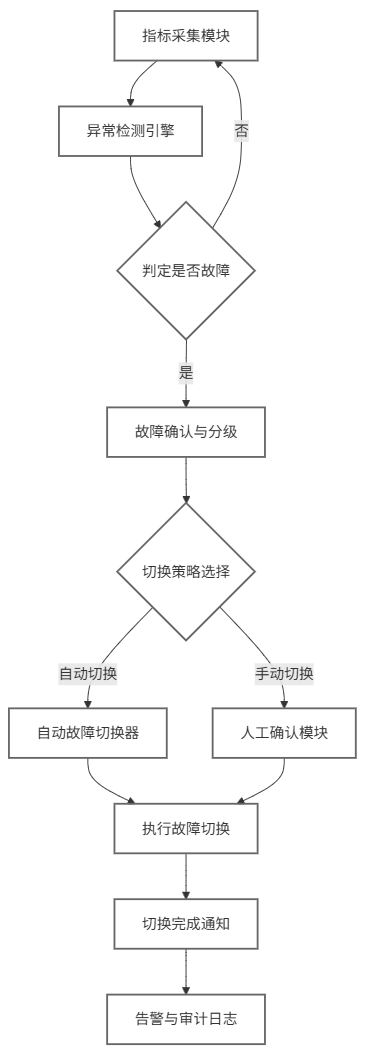 指标采集模块
异常检测引擎
否
判定是否故障
是
故障确认与分级
切换策略选择
自动切换
手动切换
自动故障切换器
人工确认模块
执行故障切换
切换完成通知
告警与审计日志